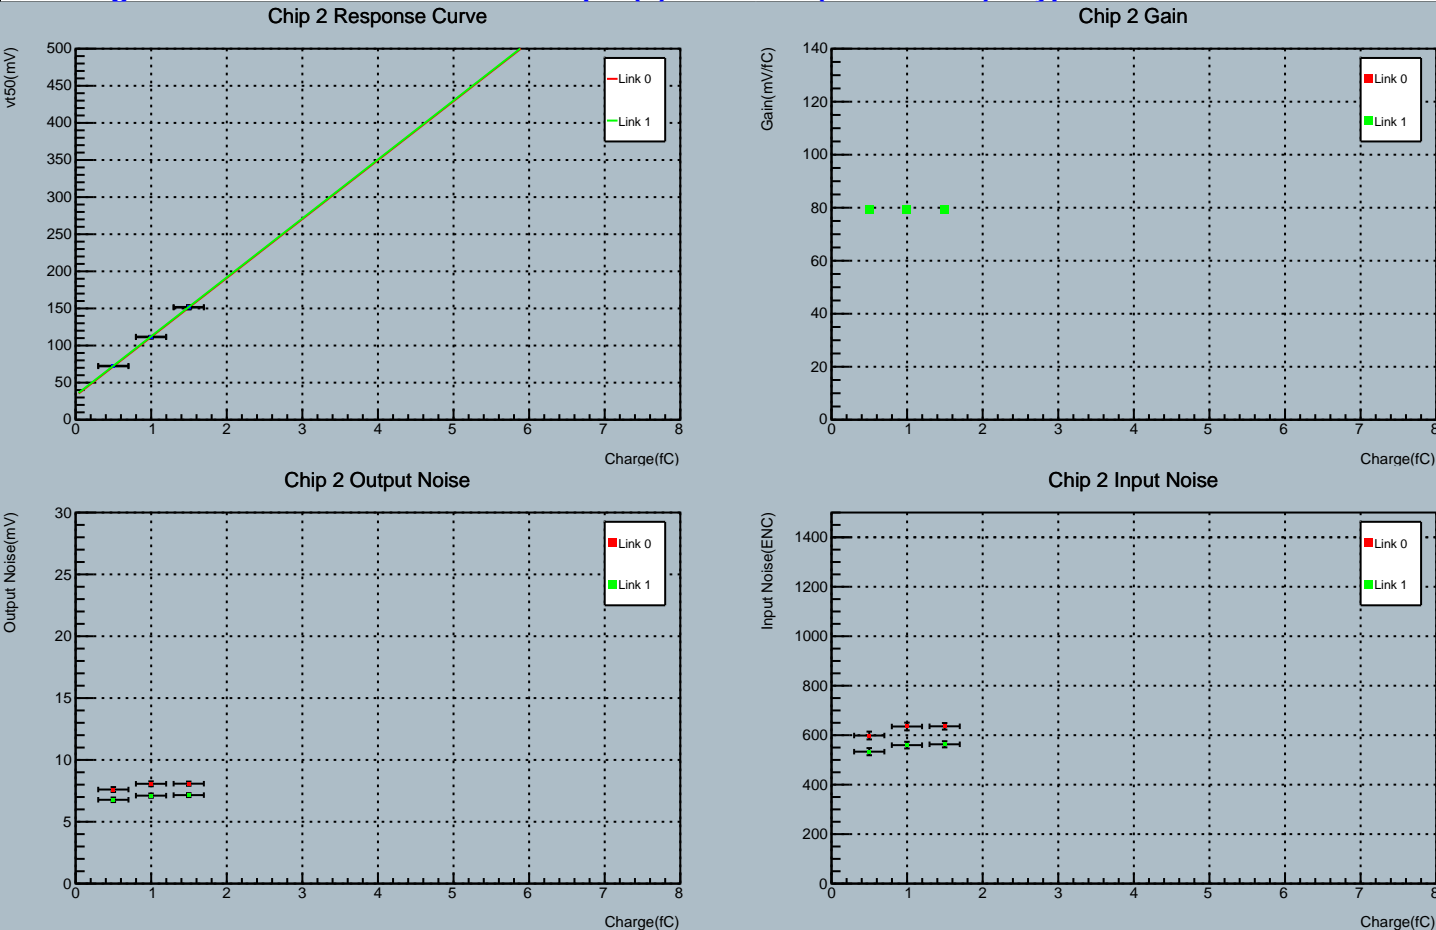 Chip 2 Response Curve
vt50(mV)
500
450
400
350
300
250
200
150
100
50
0
0 1 2 3 4 5 6 7 8
Charge(fC)
Link 0
Link 1
Chip 2 Gain
Gain(mV/fC)
140
120
100
80
60
40
20
0
0 1 2 3 4 5 6 7 8
Charge(fC)
Link 0
Link 1
Chip 2 Output Noise
Output Noise(mV)
30
25
20
15
10
5
0
0 1 2 3 4 5 6 7 8
Charge(fC)
Link 0
Link 1
Chip 2 Input Noise
Input Noise(ENC)
1400
1200
1000
800
600
400
200
0
0 1 2 3 4 5 6 7 8
Charge(fC)
Link 0
Link 1